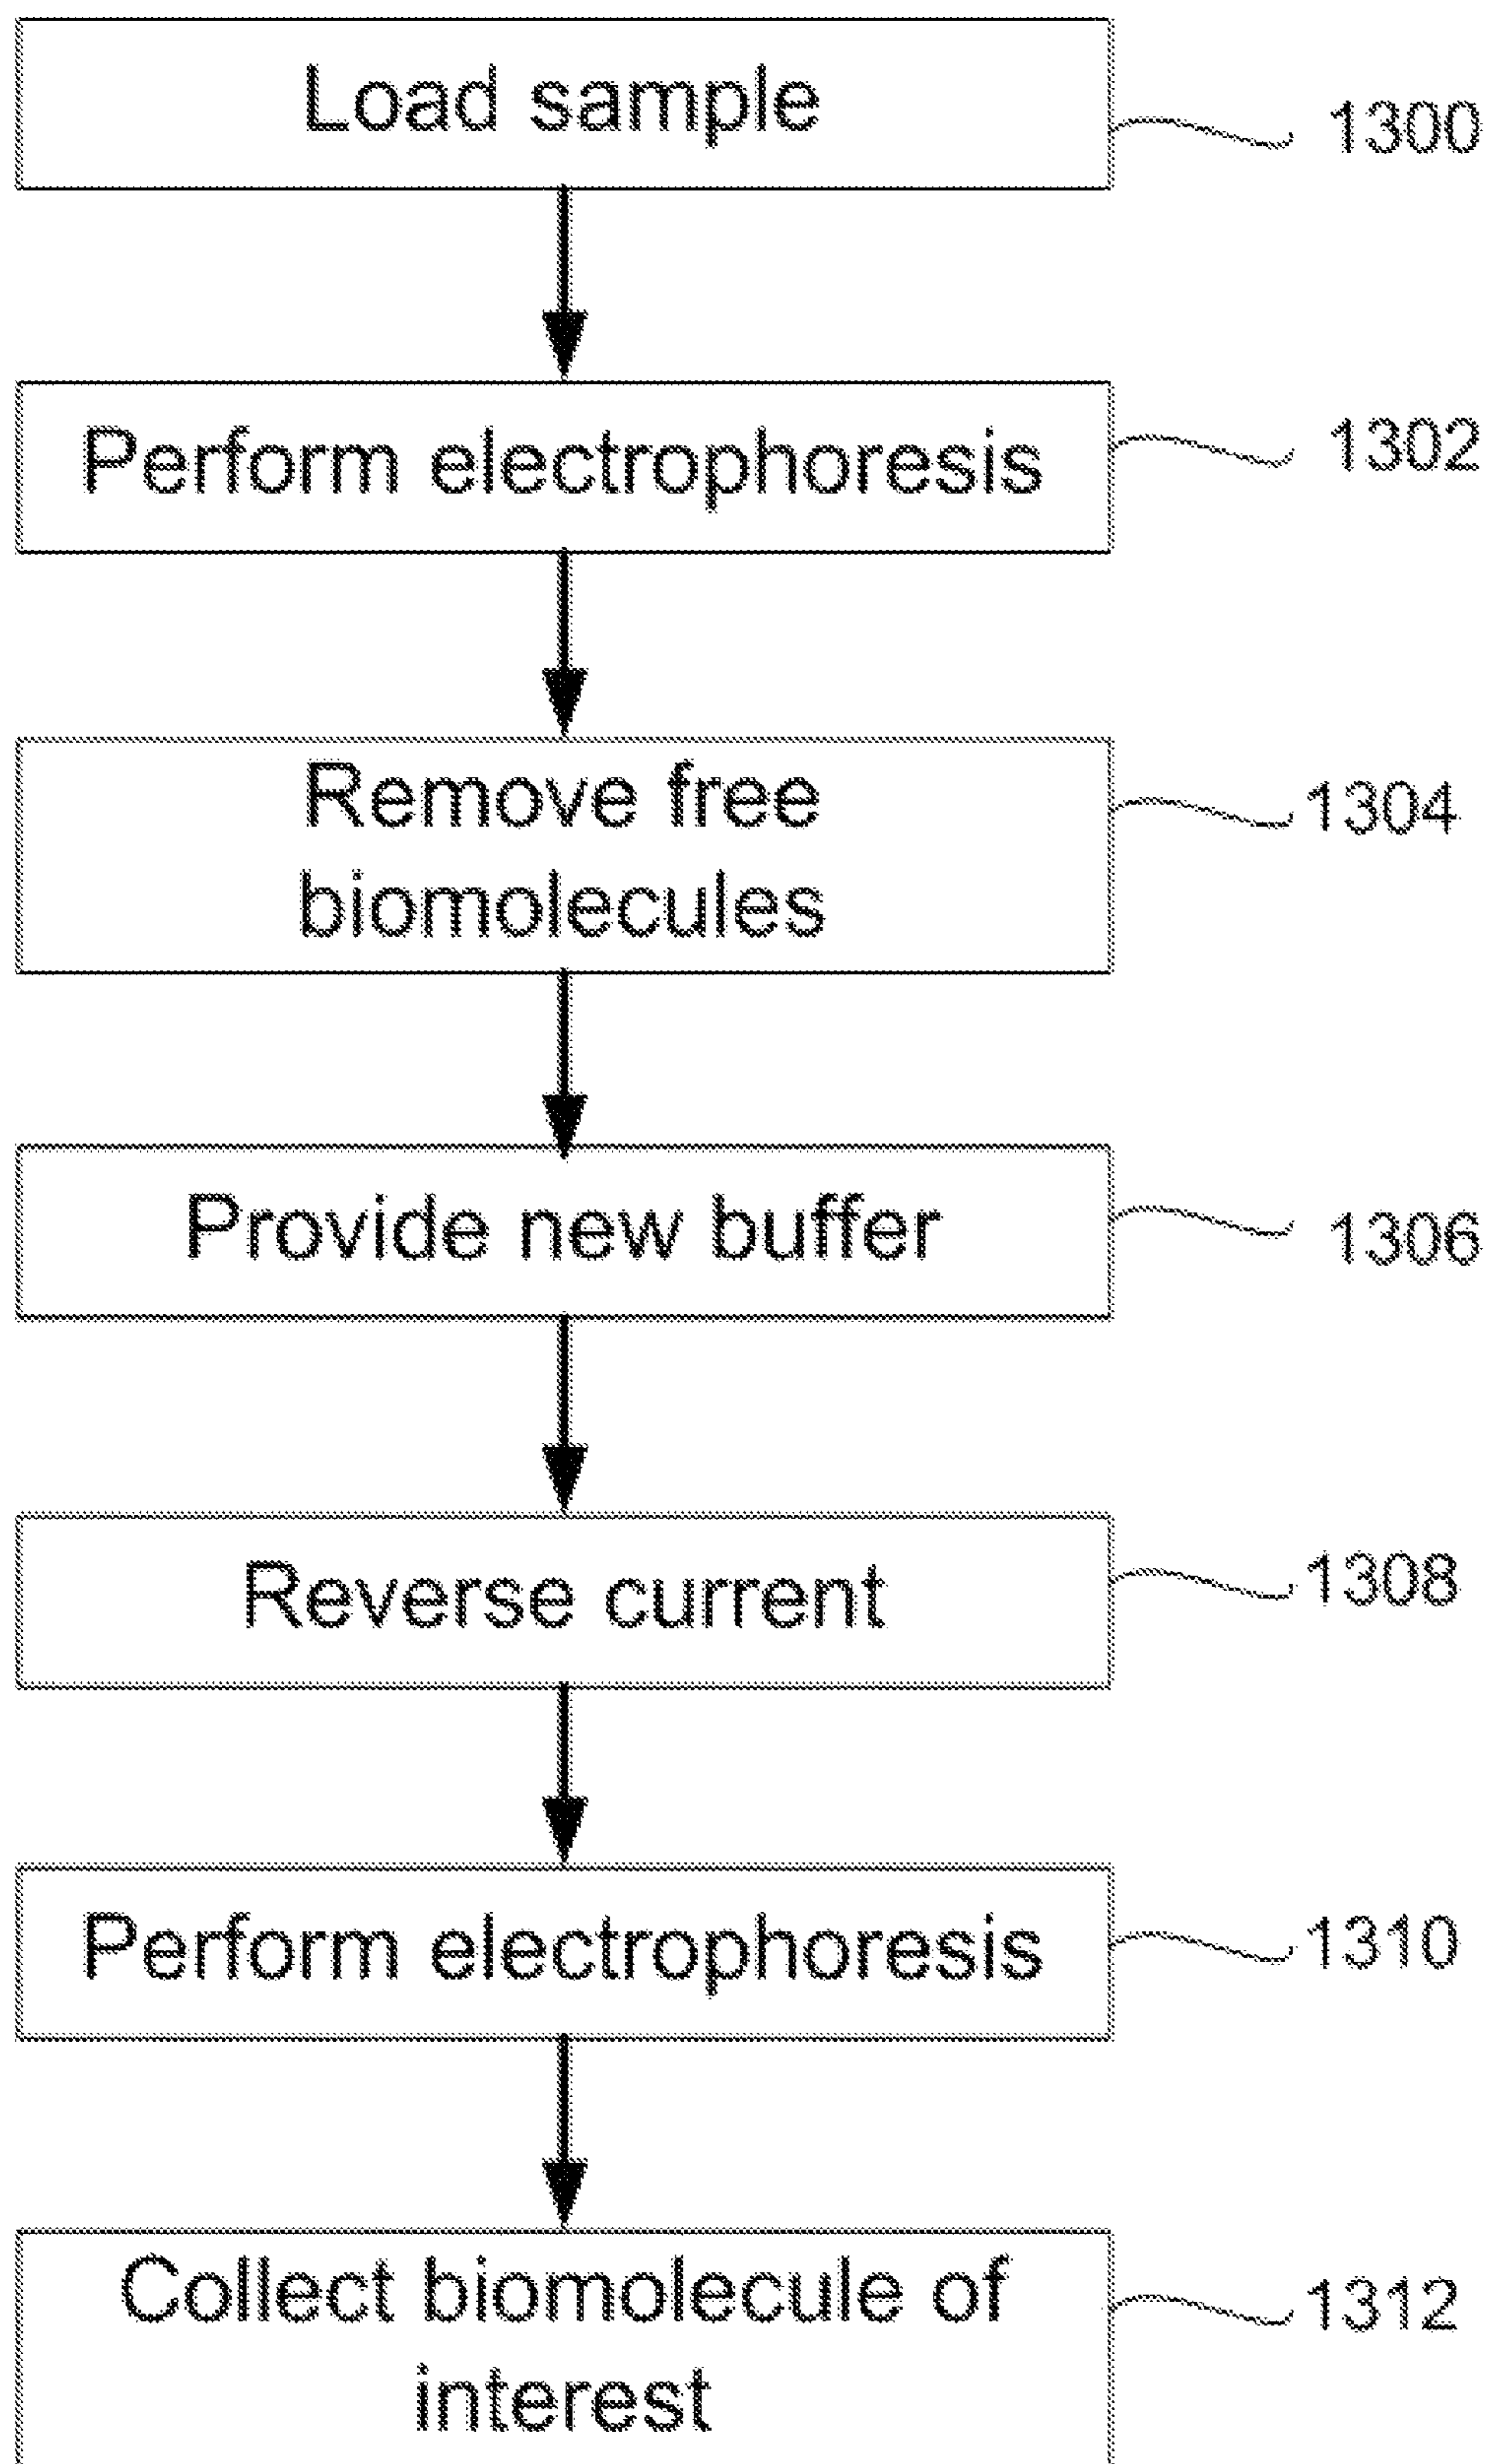 Load sample
1300
Perform electrophoresis
1302
Remove free
biomolecules
1304
Provide new buffer
1306
Reverse current
1308
Perform electrophoresis
1310
Collect biomolecule of
interest
1312